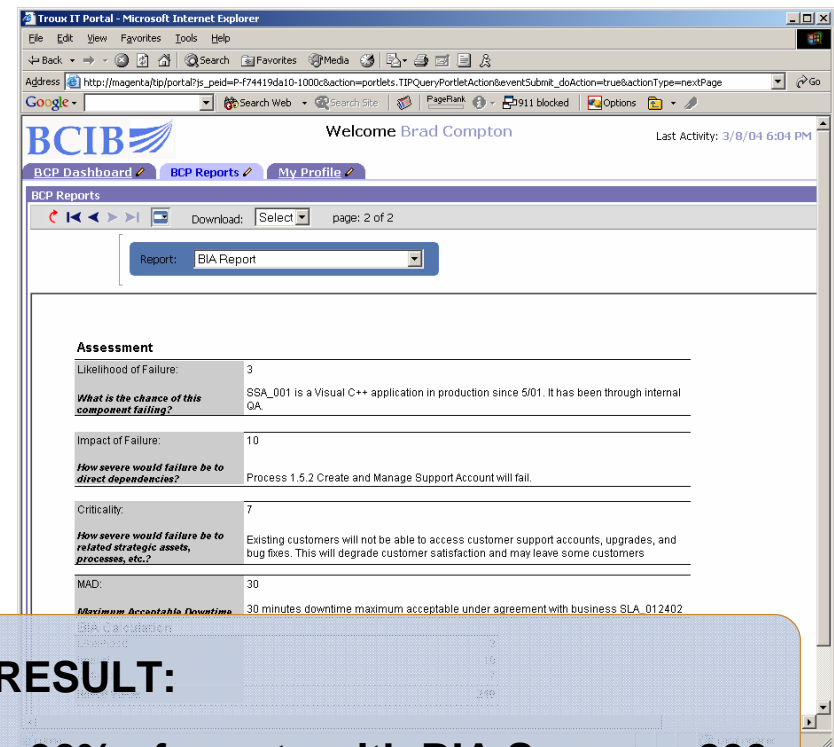 Troux IT Portal - Microsoft Internet Explorer
File Edit View Favorites Tools Help
Back Search Favorites Media
Address http://magenta/tip/portal?js_peid=P-f74419da10-1000c&action=portlets.TIPQueryPortletAction&eventSubmit_doAction=true&actionType=nextPage Go
Google Search Web Search Site PageRank 911 blocked Options
BCIB Welcome Brad Compton Last Activity: 3/8/04 6:04 PM
BCP Dashboard BCP Reports My Profile
BCP Reports
Download: Select page: 2 of 2
Report: BIA Report
Assessment
Likelihood of Failure: 3
What is the chance of this component failing?
SSA_001 is a Visual C++ application in production since 5/01. It has been through internal QA.
Impact of Failure: 10
How severe would failure be to direct dependencies?
Process 1.5.2 Create and Manage Support Account will fail.
Criticality: 7
How severe would failure be to related strategic assets, processes, etc.?
Existing customers will not be able to access customer support accounts, upgrades, and bug fixes. This will degrade customer satisfaction and may leave some customers
MAD: 30
Maximum Acceptable Downtime
30 minutes downtime maximum acceptable under agreement with business SLA_012402
BIA Calculation
Likelihood 3
10
7
RESULT: